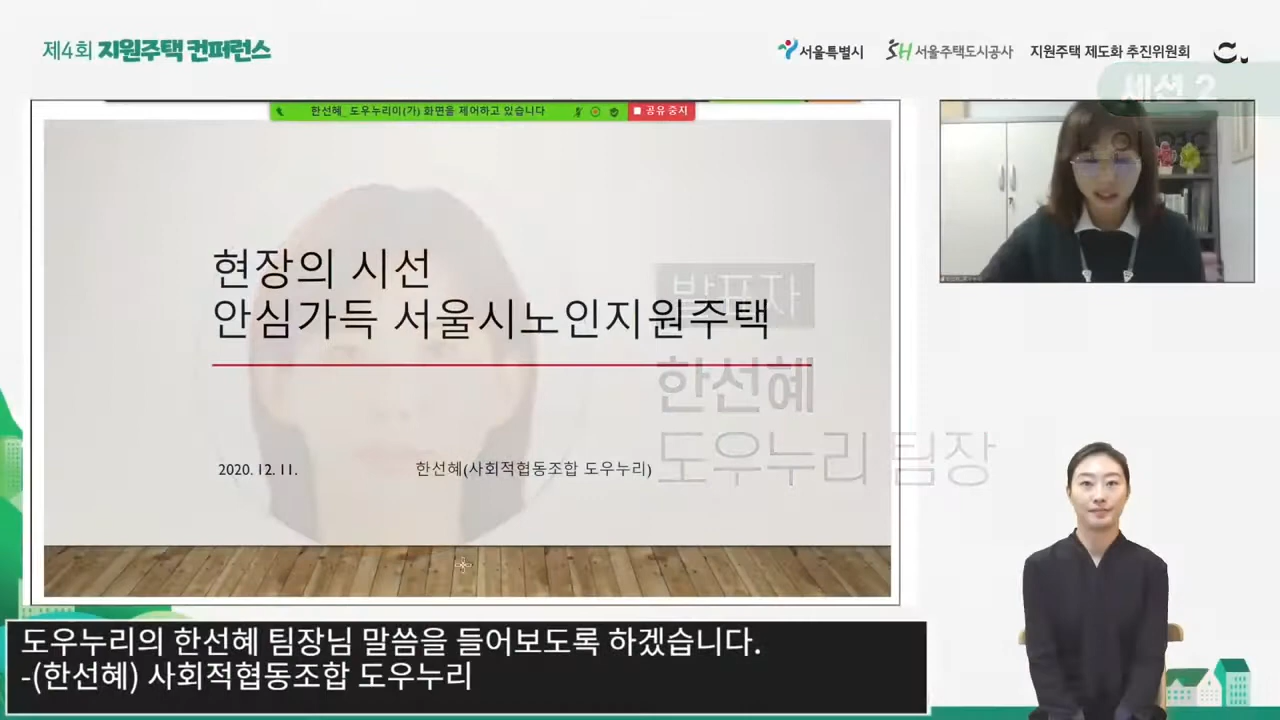 제4회 지원주택 컨퍼런스
서울특별시
SH 서울주택도시공사
지원주택 제도화 추진위원회
세션 2
한선혜_ 도우누리미(가) 화면을 제어하고 있습니다
공유 중지
현장의 시선
안심가득 서울시노인지원주택
발표자
한선혜
도우누리 팀장
2020. 12. 11.
한선혜(사회적협동조합 도우누리)
도우누리의 한선혜 팀장님 말씀을 들어보도록 하겠습니다.
-(한선혜) 사회적협동조합 도우누리